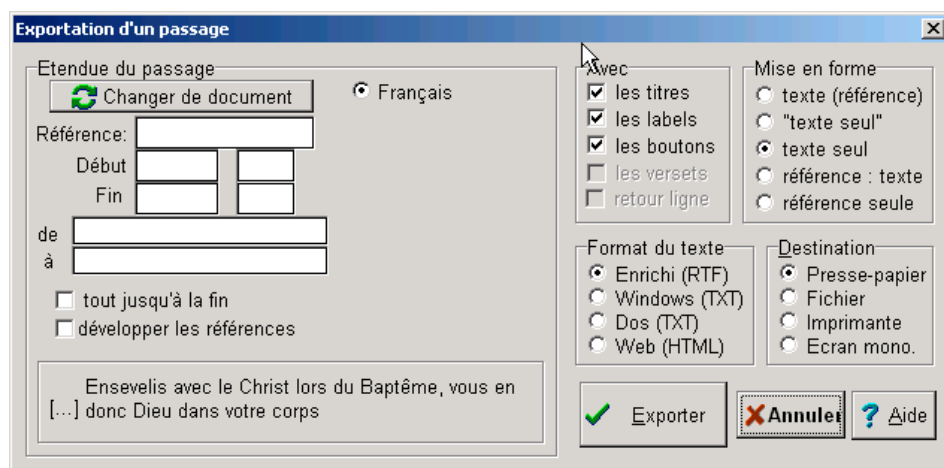 Exportation d'un passage
Etendue du passage
Changer de document
Français
Référence:
Début
Fin
de
à
tout jusqu'à la fin
développer les références
Ensevelis avec le Christ lors du Baptême, vous en
[...] donc Dieu dans votre corps
Avec
les titres
les labels
les boutons
les versets
retour ligne
Mise en forme
texte (référence)
"texte seul"
texte seul
référence : texte
référence seule
Format du texte
Enrichi (RTF)
Windows (TXT)
Dos (TXT)
Web (HTML)
Destination
Presse-papier
Fichier
Imprimante
Ecran mono.
Exporter
Annuler
Aide